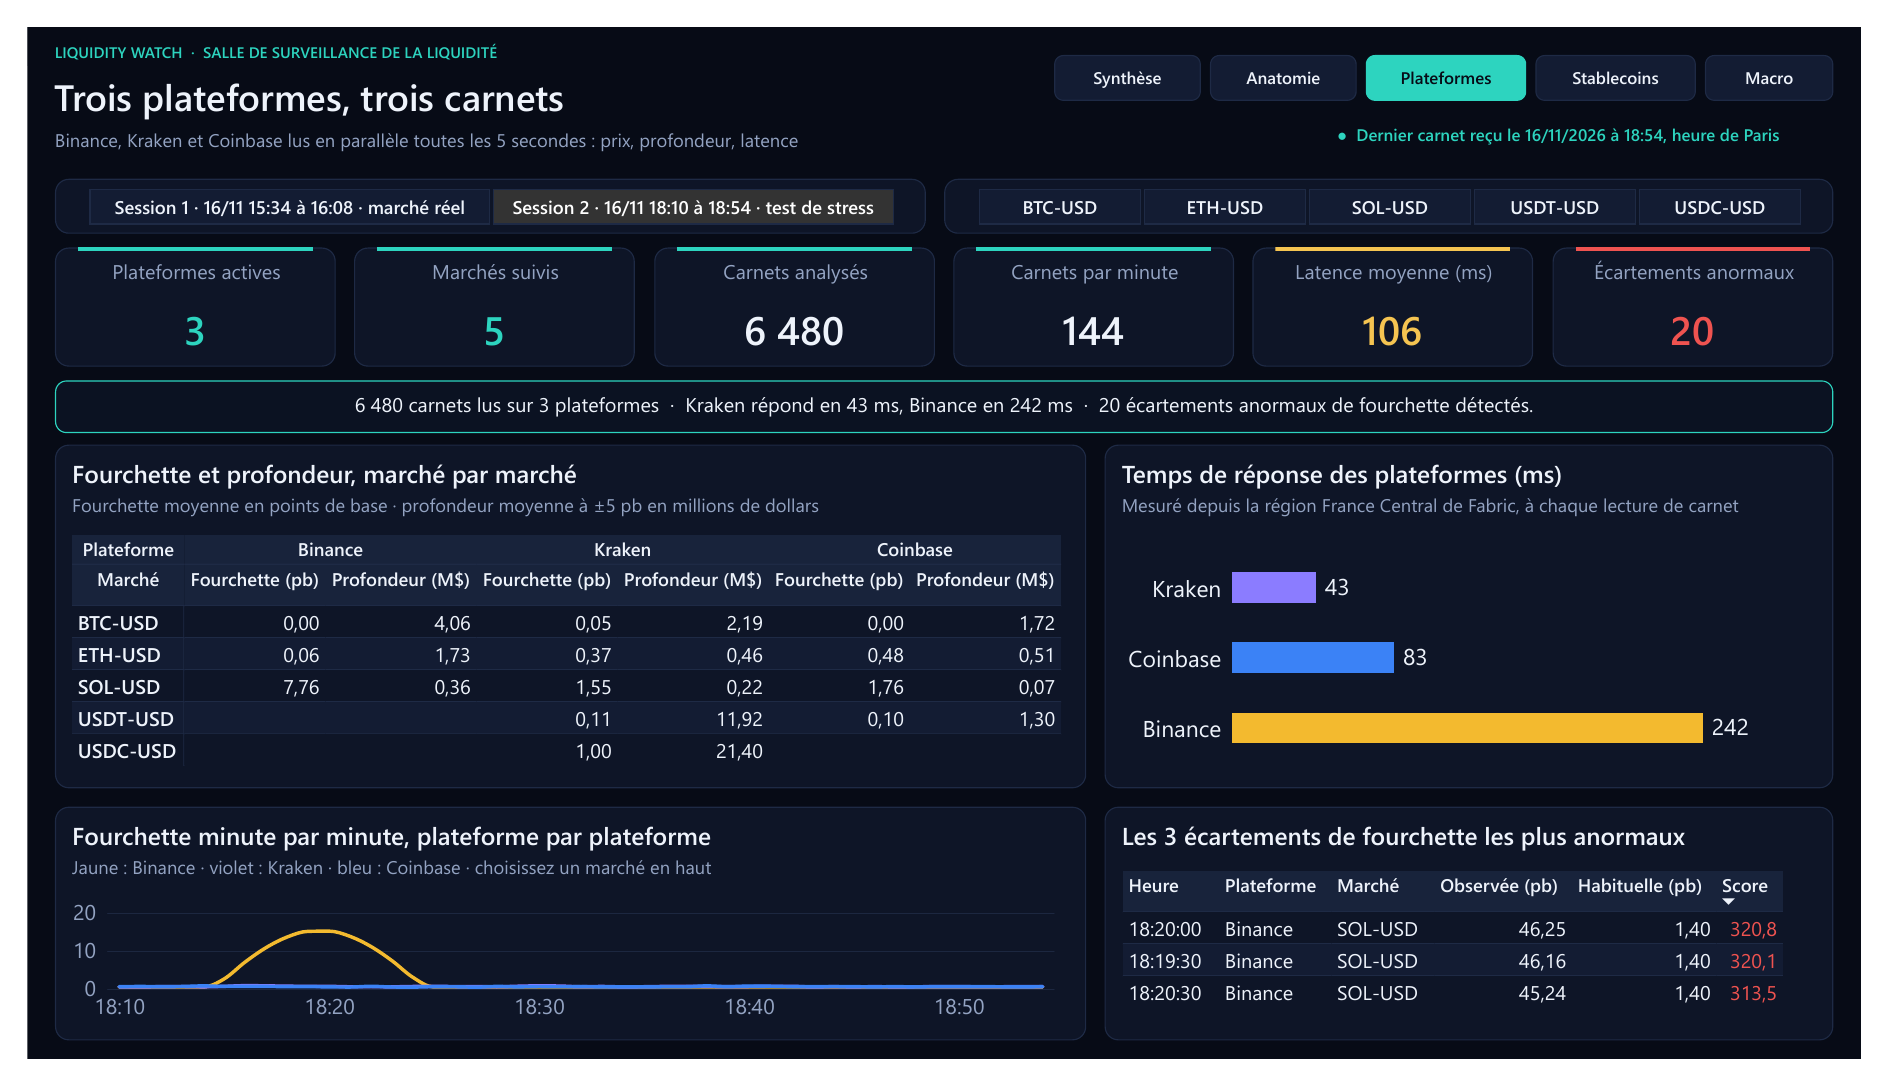 LIQUIDITY WATCH · SALLE DE SURVEILLANCE DE LA LIQUIDITÉ
Trois plateformes, trois carnets
Binance, Kraken et Coinbase lus en parallèle toutes les 5 secondes : prix, profondeur, latence
Synthèse Anatomie Plateformes Stablecoins Macro
● Dernier carnet reçu le 16/11/2026 à 18:54, heure de Paris
Session 1 · 16/11 15:34 à 16:08 · marché réel Session 2 · 16/11 18:10 à 18:54 · test de stress
BTC-USD ETH-USD SOL-USD USDT-USD USDC-USD
Plateformes actives
3
Marchés suivis
5
Carnets analysés
6 480
Carnets par minute
144
Latence moyenne (ms)
106
Écartements anormaux
20
6 480 carnets lus sur 3 plateformes · Kraken répond en 43 ms, Binance en 242 ms · 20 écartements anormaux de fourchette détectés.
Fourchette et profondeur, marché par marché
Fourchette moyenne en points de base · profondeur moyenne à ±5 pb en millions de dollars
Plateforme Binance Kraken Coinbase
Marché Fourchette (pb) Profondeur (M$) Fourchette (pb) Profondeur (M$) Fourchette (pb) Profondeur (M$)
BTC-USD 0,00 4,06 0,05 2,19 0,00 1,72
ETH-USD 0,06 1,73 0,37 0,46 0,48 0,51
SOL-USD 7,76 0,36 1,55 0,22 1,76 0,07
USDT-USD 0,11 11,92 0,10 1,30
USDC-USD 1,00 21,40
Temps de réponse des plateformes (ms)
Mesuré depuis la région France Central de Fabric, à chaque lecture de carnet
Kraken 43
Coinbase 83
Binance 242
Fourchette minute par minute, plateforme par plateforme
Jaune : Binance · violet : Kraken · bleu : Coinbase · choisissez un marché en haut
20
10
0
18:10 18:20 18:30 18:40 18:50
Les 3 écartements de fourchette les plus anormaux
Heure Plateforme Marché Observée (pb) Habituelle (pb) Score
18:20:00 Binance SOL-USD 46,25 1,40 320,8
18:19:30 Binance SOL-USD 46,16 1,40 320,1
18:20:30 Binance SOL-USD 45,24 1,40 313,5